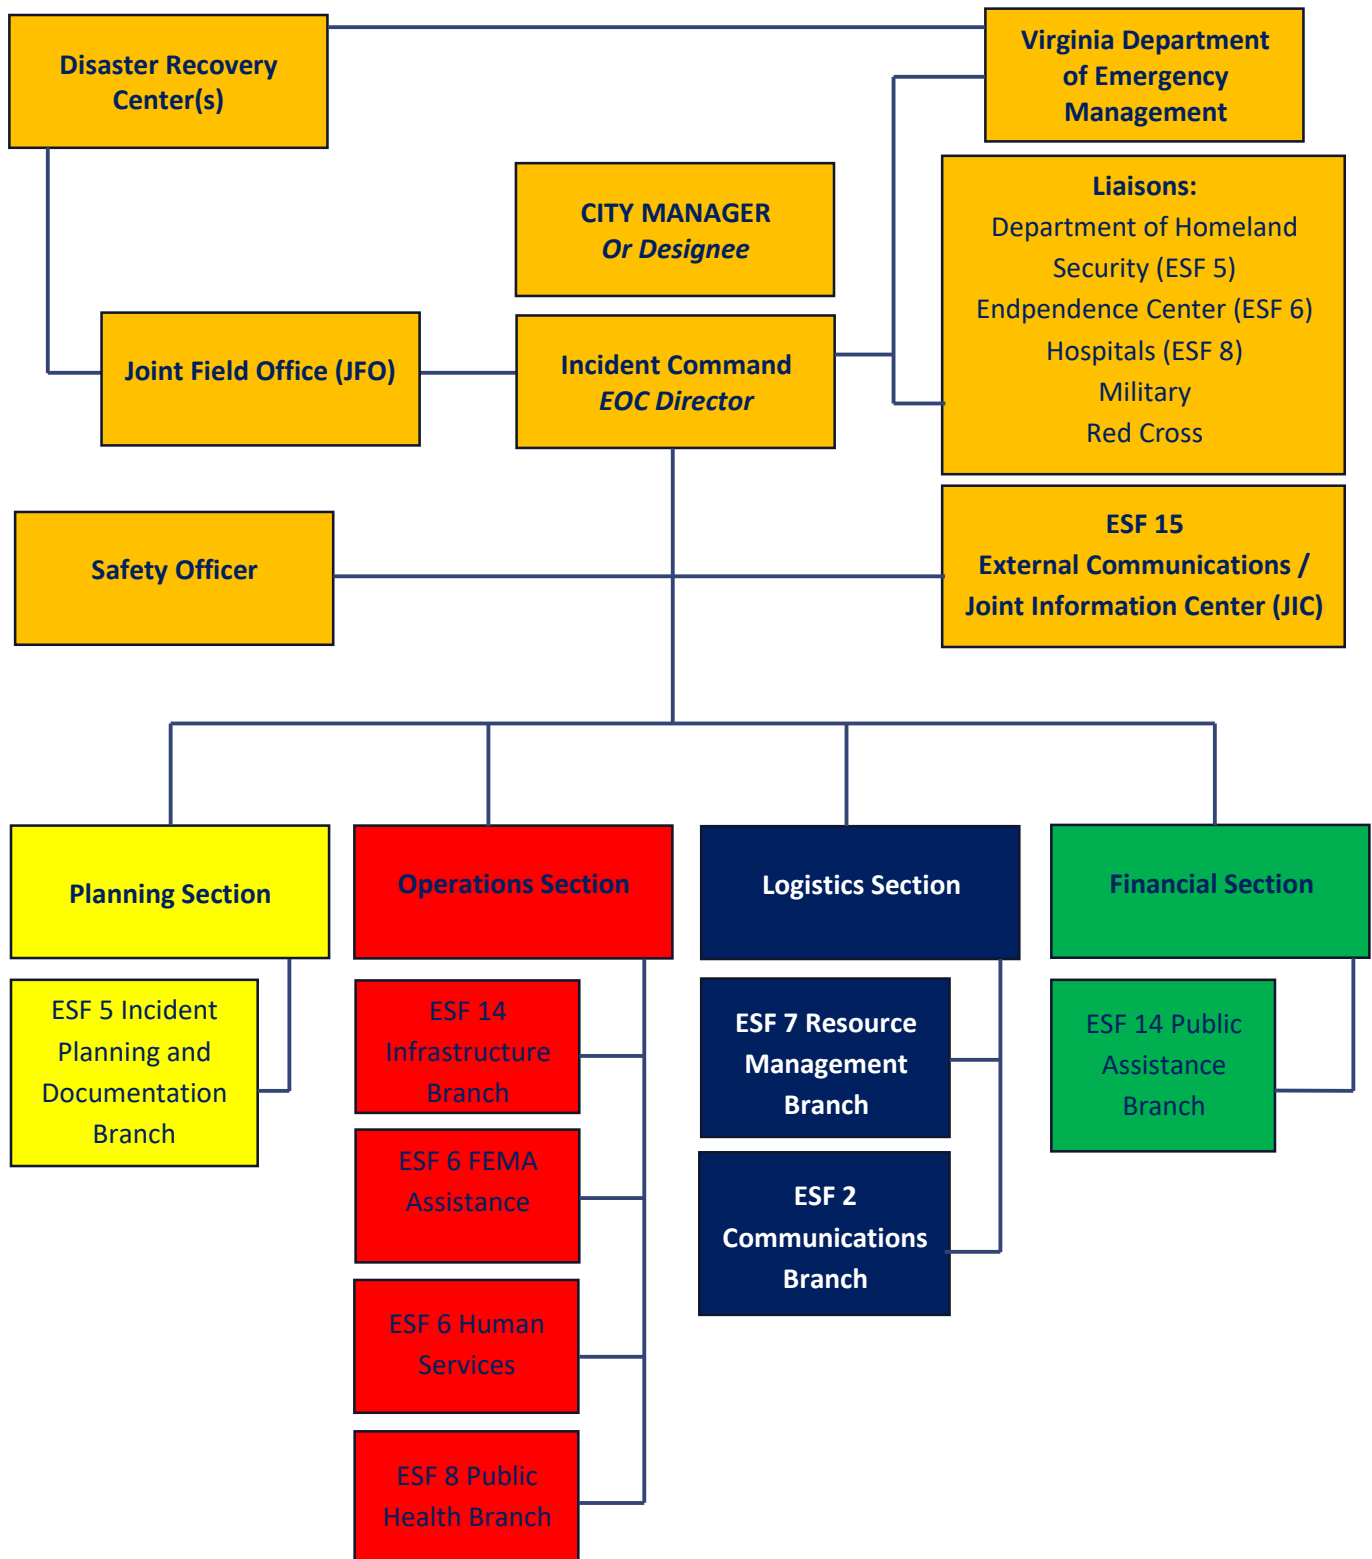 Disaster Recovery
Center(s)
Virginia Department
of Emergency
Management
CITY MANAGER
Or Designee
Liaisons:
Department of Homeland
Security (ESF 5)
Endpendence Center (ESF 6)
Hospitals (ESF 8)
Military
Red Cross
Joint Field Office (JFO)
Incident Command
EOC Director
Safety Officer
ESF 15
External Communications /
Joint Information Center (JIC)
Planning Section
Operations Section
Logistics Section
Financial Section
ESF 5 Incident
Planning and
Documentation
Branch
ESF 14
Infrastructure
Branch
ESF 6 FEMA
Assistance
ESF 6 Human
Services
ESF 8 Public
Health Branch
ESF 7 Resource
Management
Branch
ESF 2
Communications
Branch
ESF 14 Public
Assistance
Branch